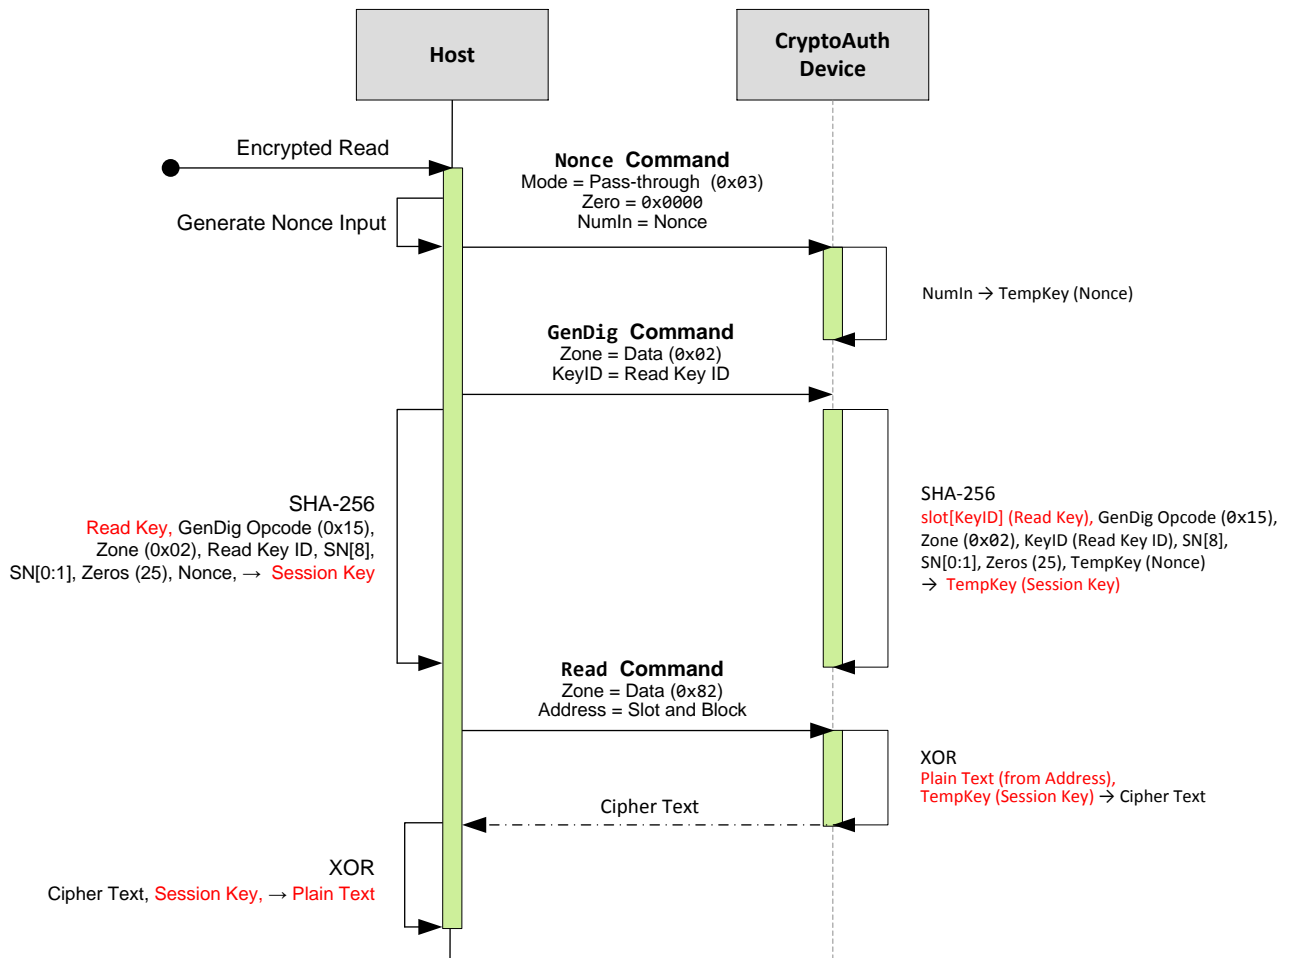 Host
CryptoAuth
Device
Encrypted Read
Nonce Command
Mode = Pass-through (0x03)
Zero = 0x0000
NumIn = Nonce
Generate Nonce Input
NumIn → TempKey (Nonce)
GenDig Command
Zone = Data (0x02)
KeyID = Read Key ID
SHA-256
Read Key, GenDig Opcode (0x15),
Zone (0x02), Read Key ID, SN[8],
SN[0:1], Zeros (25), Nonce, → Session Key
SHA-256
slot[KeyID] (Read Key), GenDig Opcode (0x15),
Zone (0x02), KeyID (Read Key ID), SN[8],
SN[0:1], Zeros (25), TempKey (Nonce)
→ TempKey (Session Key)
Read Command
Zone = Data (0x82)
Address = Slot and Block
XOR
Plain Text (from Address),
TempKey (Session Key) → Cipher Text
Cipher Text
XOR
Cipher Text, Session Key, → Plain Text